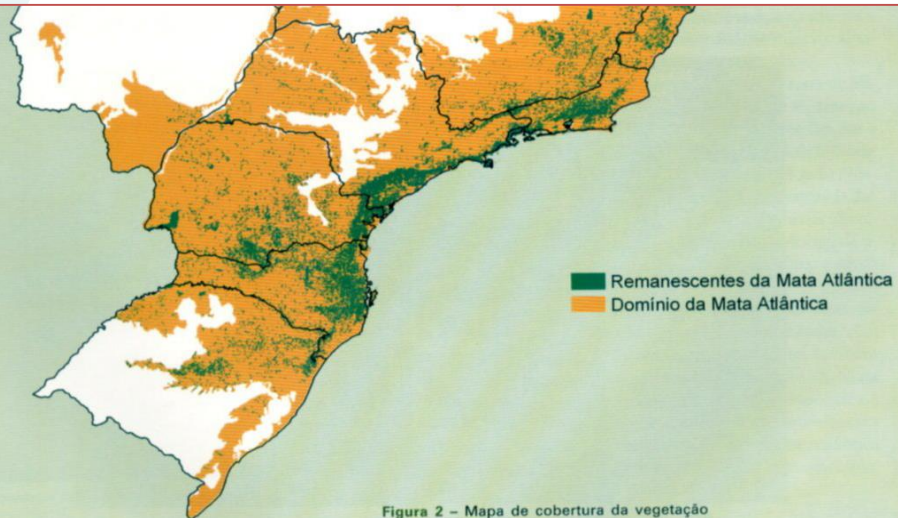 Remanescentes da Mata Atlântica
Domínio da Mata Atlântica
Figura 2 – Mapa de cobertura da vegetação